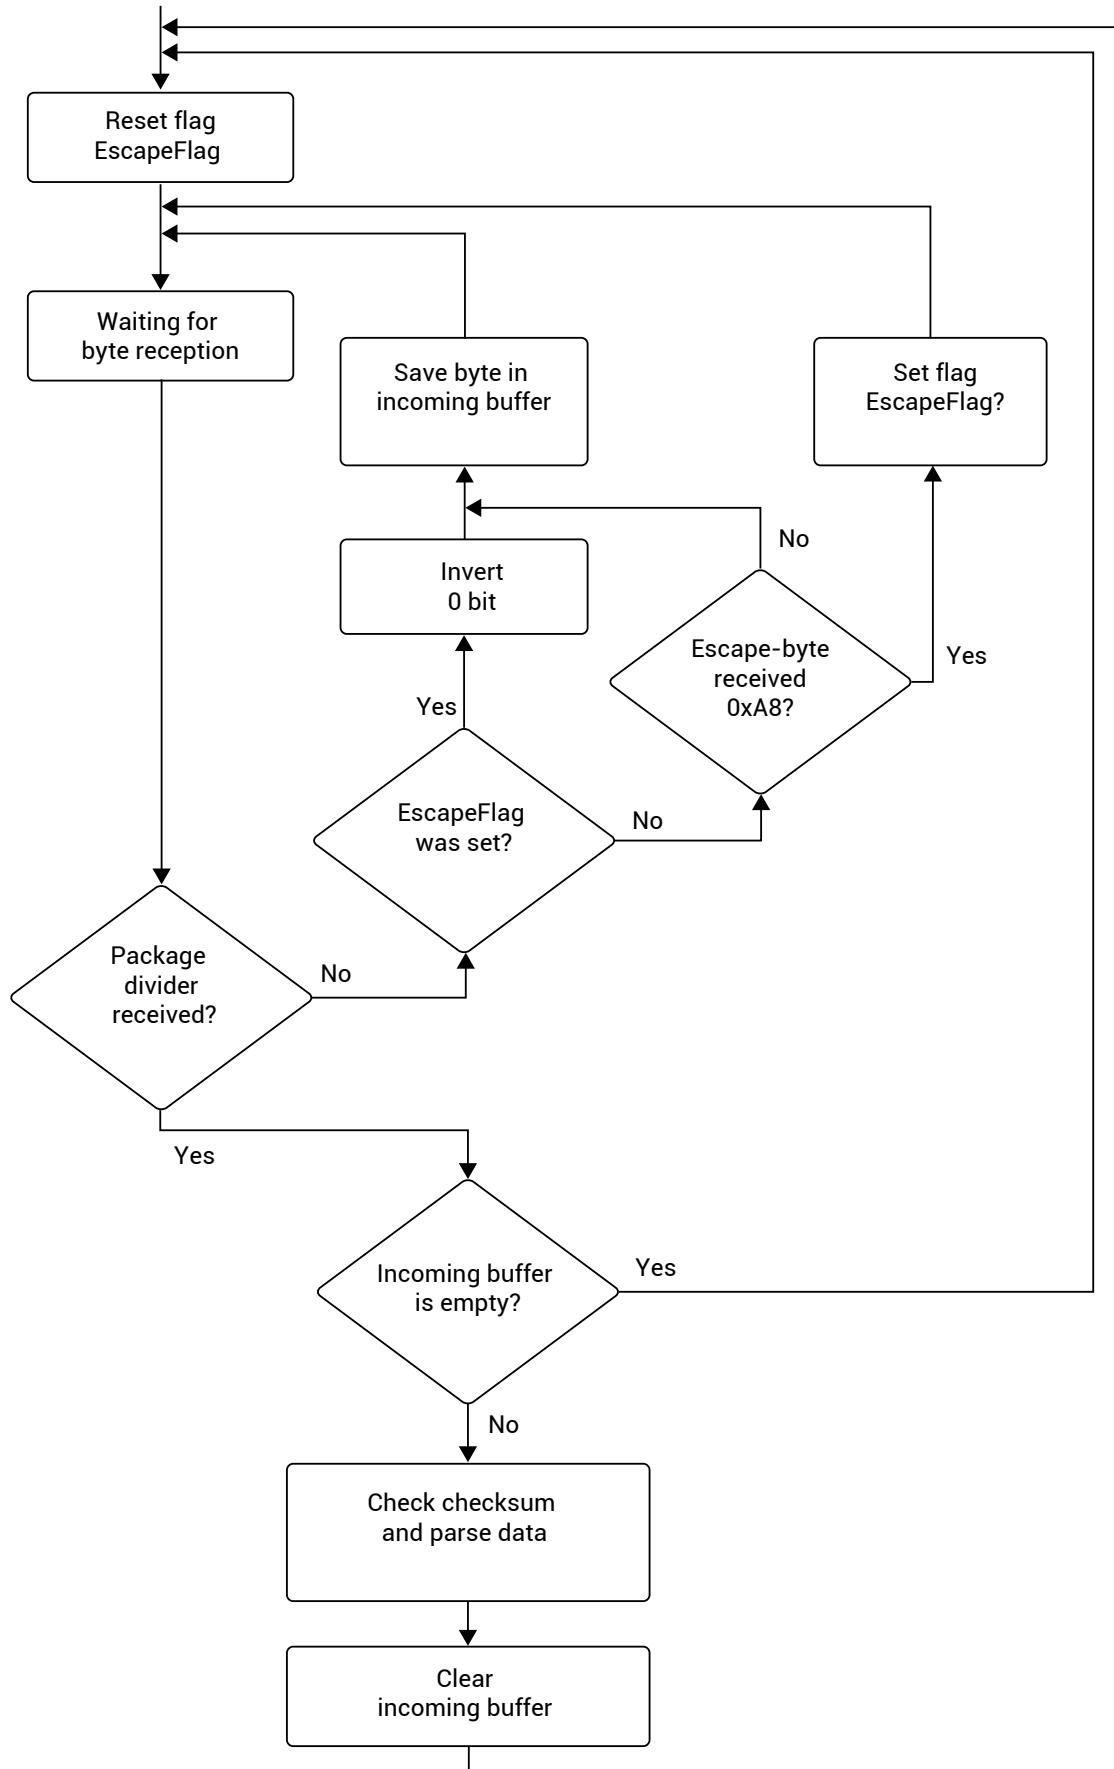 Reset flag
EscapeFlag
Waiting for
byte reception
Save byte in
incoming buffer
Set flag
EscapeFlag?
No
Invert
0 bit
Escape-byte
received
0xA8?
Yes
Yes
EscapeFlag
was set?
No
Package
divider
received?
No
Yes
Incoming buffer
is empty?
Yes
No
Check checksum
and parse data
Clear
incoming buffer